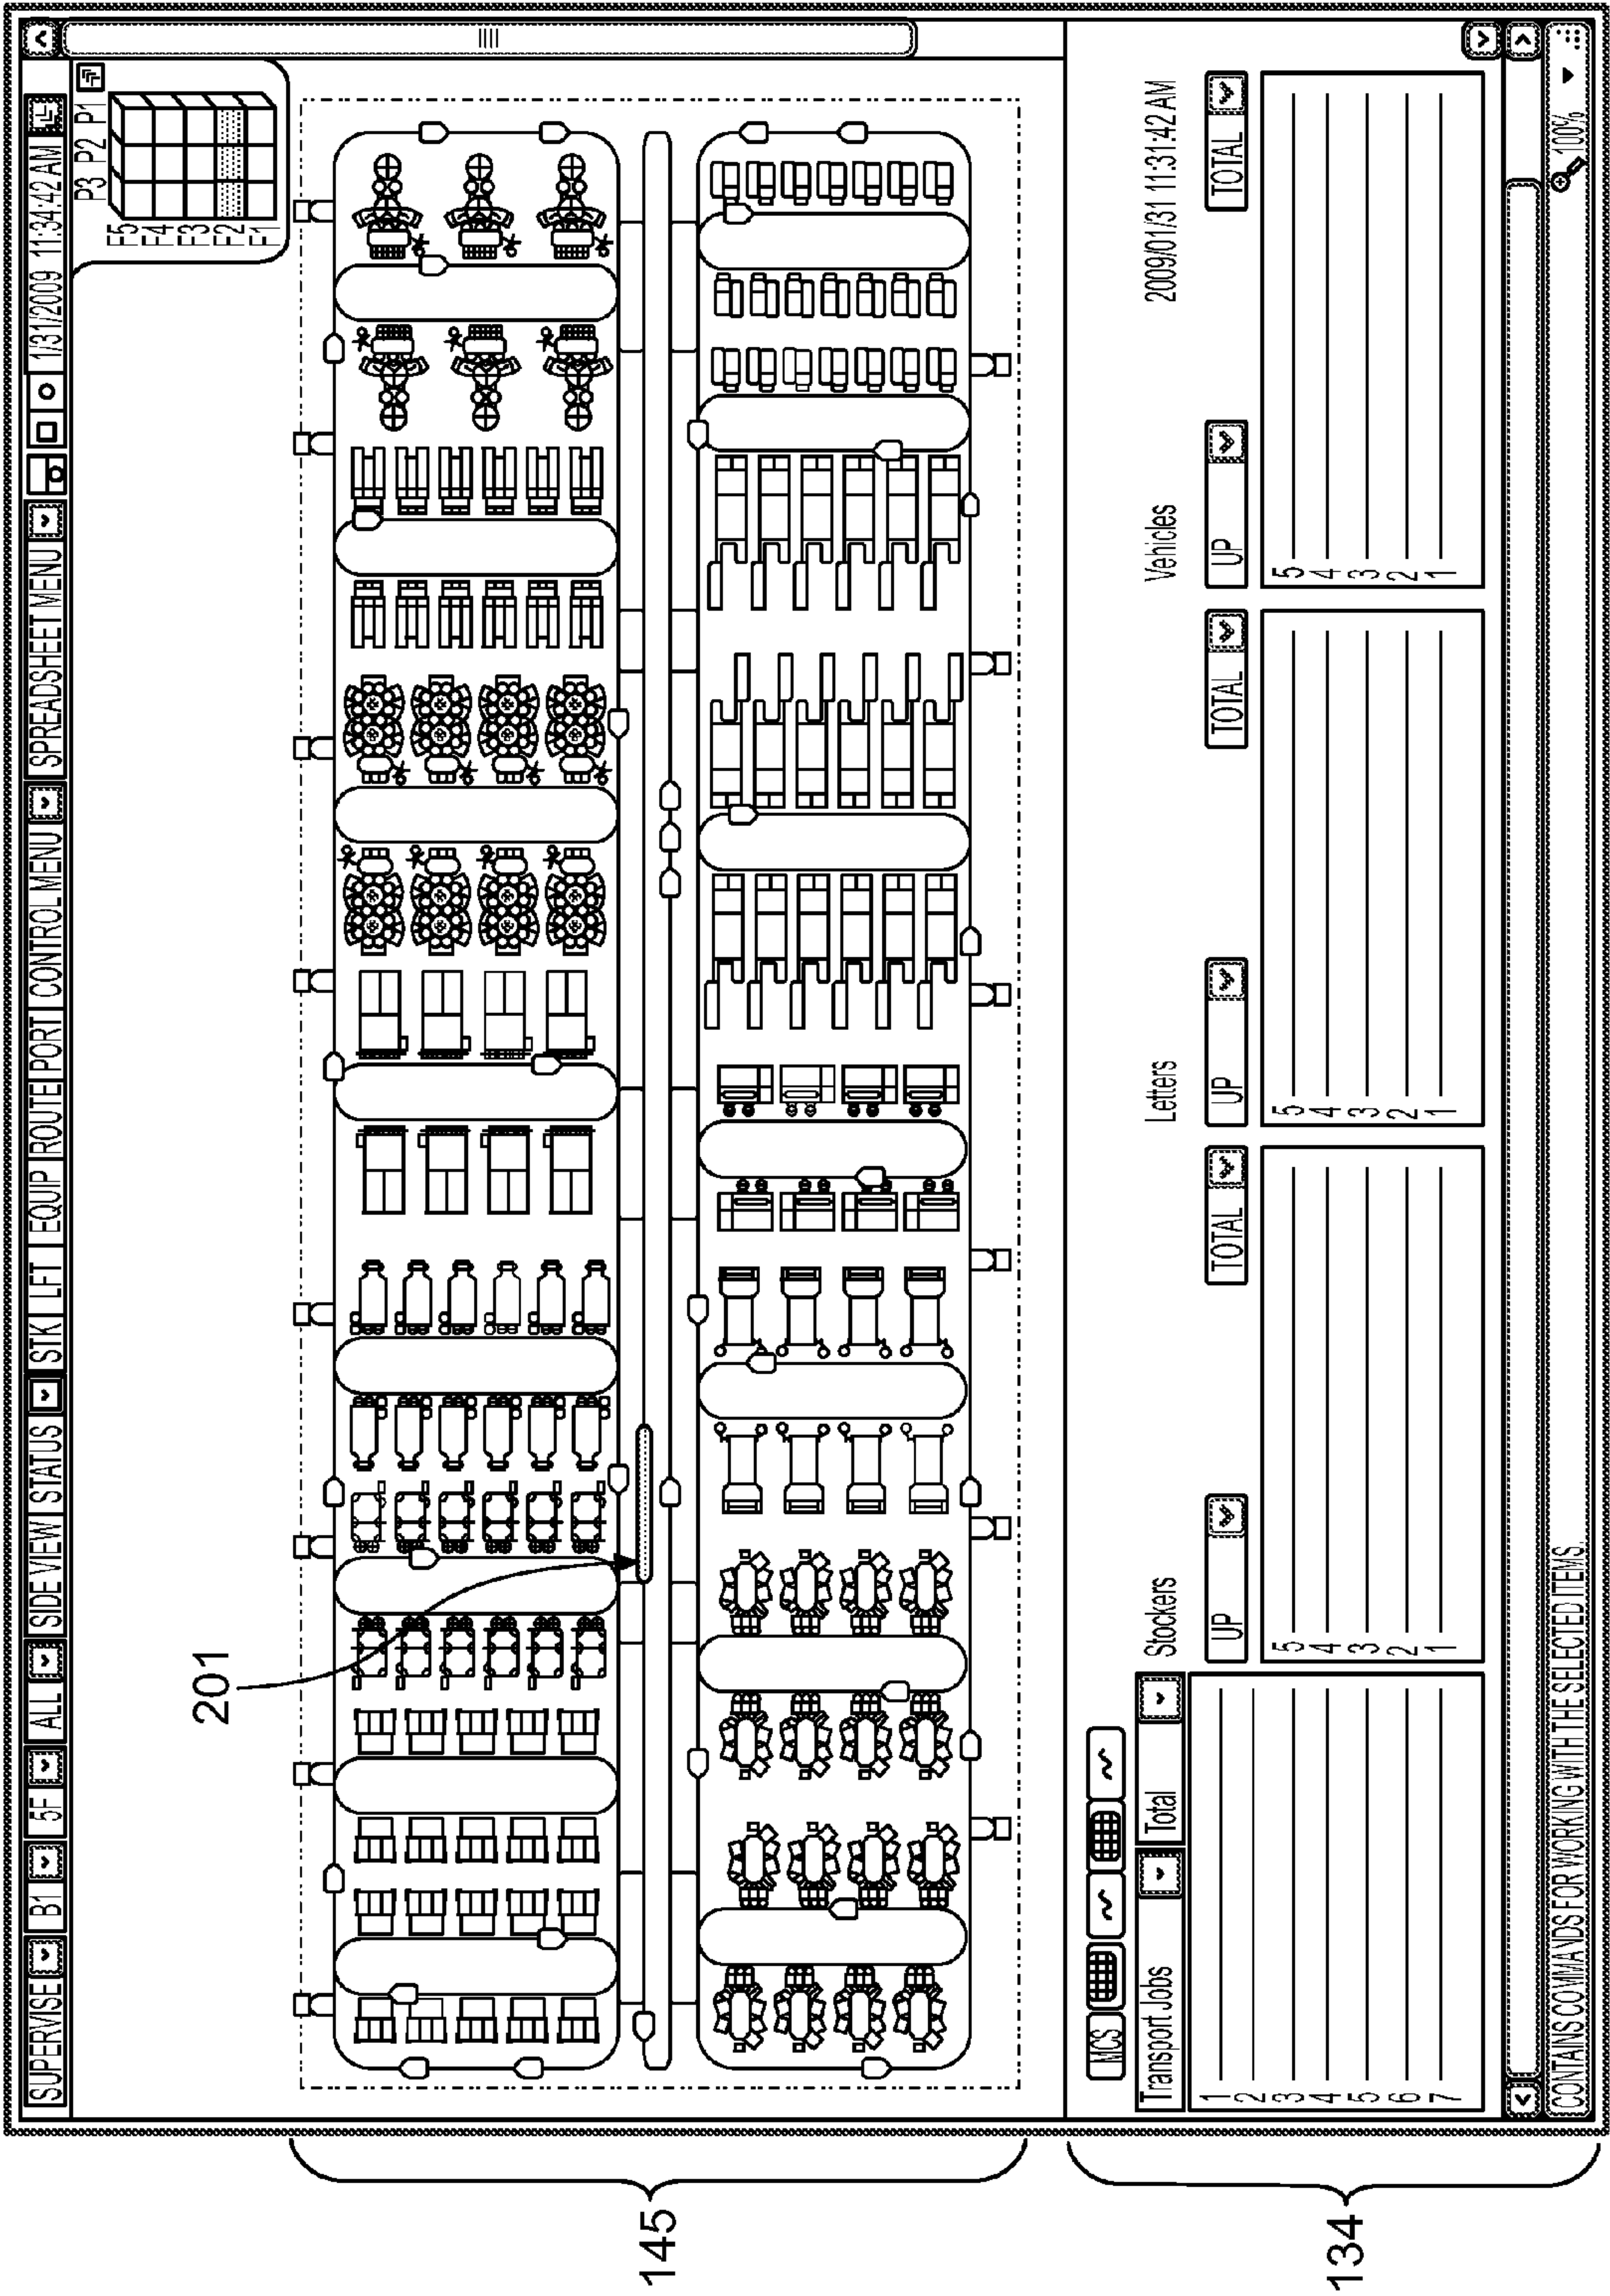 SUPERVISE B1 5F ALL SIDE VIEW STATUS STK LFT EQUIP ROUTE PORT CONTROL MENU SPREADSHEET MENU 1/31/2009 11:34:42 AM
P3 P2 P1
F5
F4
F3
F2
F1
201
145
MCS
Transport Jobs Total
1
2
3
4
5
6
7
Stockers
UP TOTAL
5
4
3
2
1
Letters
UP TOTAL
5
4
3
2
1
Vehicles 2009/01/31 11:31:42 AM
UP TOTAL
5
4
3
2
1
134
CONTAINS COMMANDS FOR WORKING WITH THE SELECTED ITEMS. 100%